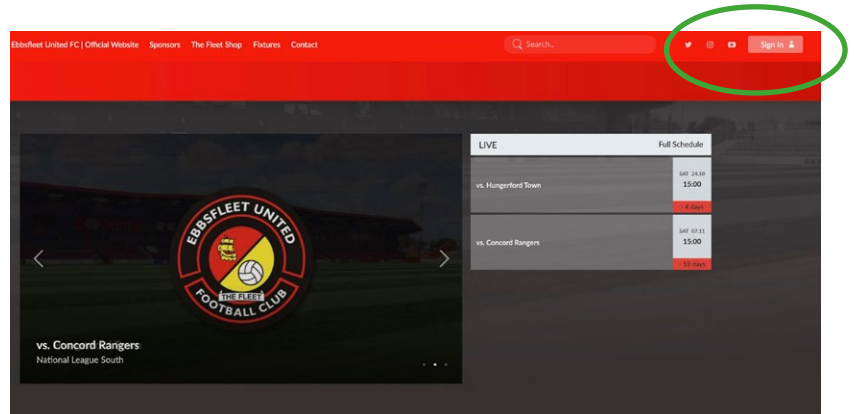 Ebbsfleet United FC | Official Website Sponsors The Fleet Shop Fixtures Contact
Search..
Sign in
LIVE Full Schedule
SAT 24.10
vs. Hungerford Town 15:00
- 4 days
SAT 07.11
vs. Concord Rangers 15:00
EBBSFLEET UNITED
THE FLEET
FOOTBALL CLUB
vs. Concord Rangers
National League South